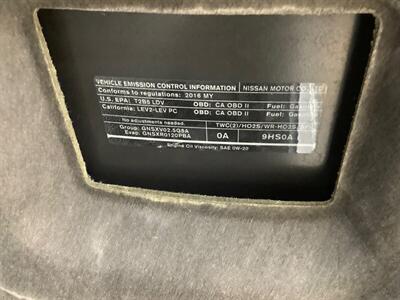 VEHICLE EMISSION CONTROL INFORMATION NISSAN MOTOR CO., LTD
Conforms to regulations: 2016 MY
U.S. EPA: T2B5 LDV OBD: CA OBD II Fuel:
California: LEV2-LEV PC OBD: CA OBD II Fuel:
No adjustments needed. TWC(2)/HO2S/WR-HO2S/
Group: GNSXV02.5G5A
Evap: GNSXR0120PBA 0A 9HS0A
Engine Oil Viscosity: SAE 0W-20